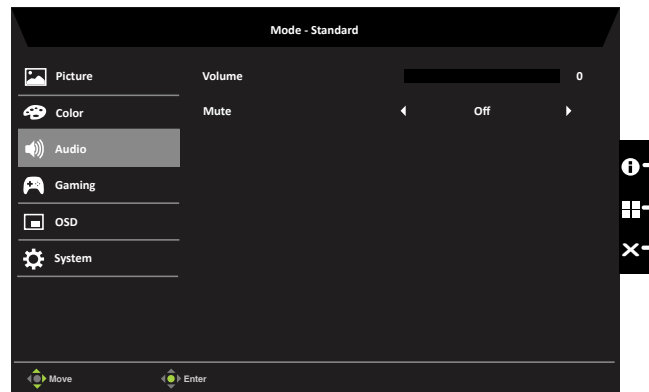 Mode - Standard
Picture
Volume 0
Color
Mute Off
Audio
Gaming
OSD
System
Move Enter